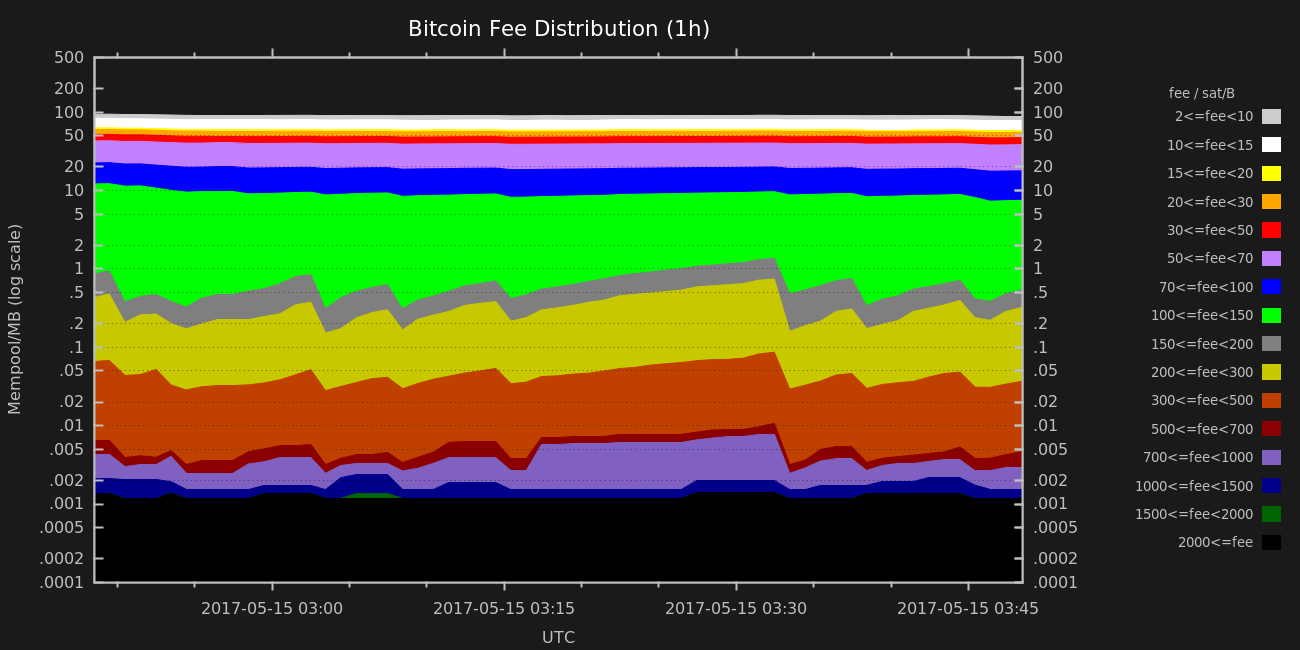 Bitcoin Fee Distribution (1h)
500 500
200 200
100 100
50 50
20 20
10 10
5 5
2 2
1 1
.5 .5
.2 .2
.1 .1
.05 .05
.02 .02
.01 .01
.005 .005
.002 .002
.001 .001
.0005 .0005
.0002 .0002
.0001 .0001
Mempool/MB (log scale)
2017-05-15 03:00 2017-05-15 03:15 2017-05-15 03:30 2017-05-15 03:45
UTC
fee / sat/B
2<=fee<10
10<=fee<15
15<=fee<20
20<=fee<30
30<=fee<50
50<=fee<70
70<=fee<100
100<=fee<150
150<=fee<200
200<=fee<300
300<=fee<500
500<=fee<700
700<=fee<1000
1000<=fee<1500
1500<=fee<2000
2000<=fee